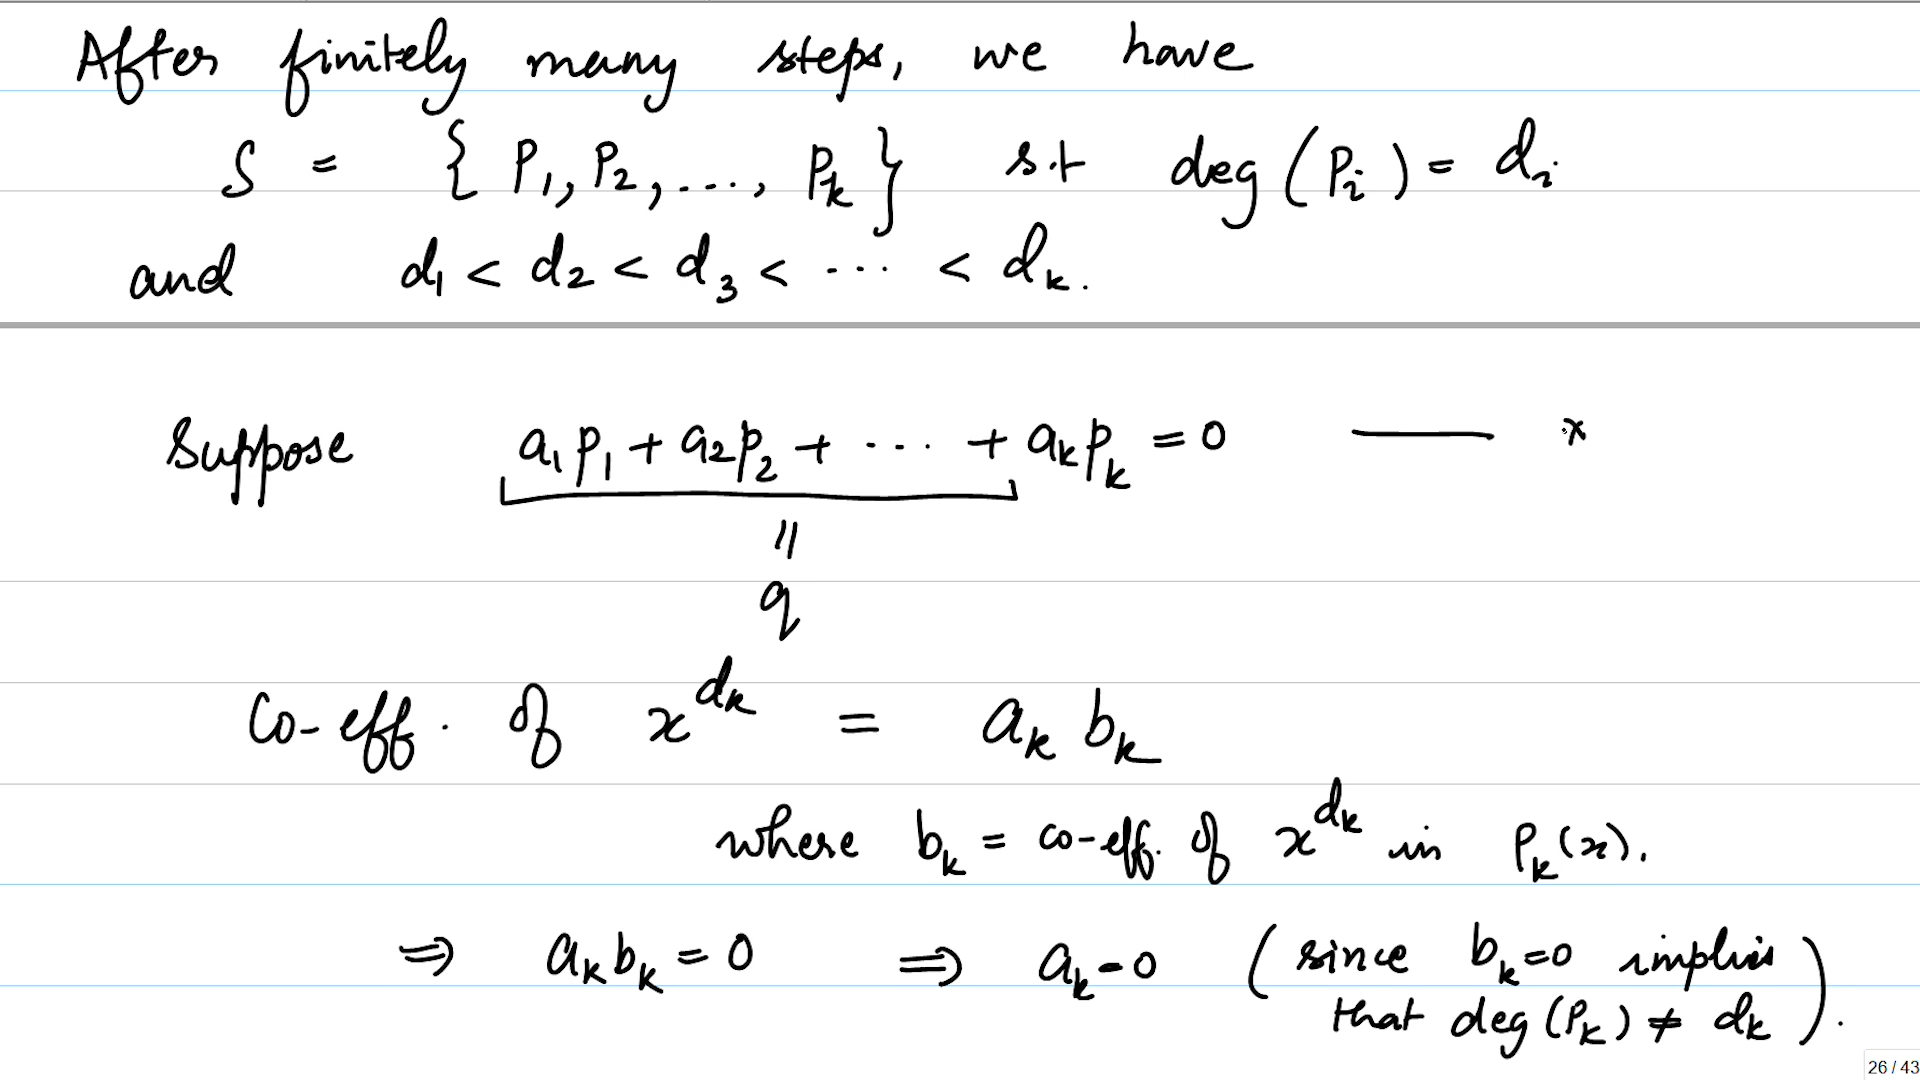 After finitely many steps, we have
S = { P₁, P₂, ..., Pₖ } s.t deg (Pᵢ) = dᵢ
and d₁ < d₂ < d₃ < ... < dₖ.
Suppose a₁p₁ + a₂p₂ + ... + aₖpₖ = 0 —— *
||
q
Co-eff. of x^dₖ = aₖ bₖ
where bₖ = co-eff. of x^dₖ in Pₖ(x).
⇒ aₖbₖ = 0 ⇒ aₖ = 0 ( since bₖ = 0 implies
that deg (Pₖ) ≠ dₖ ).
26 / 43